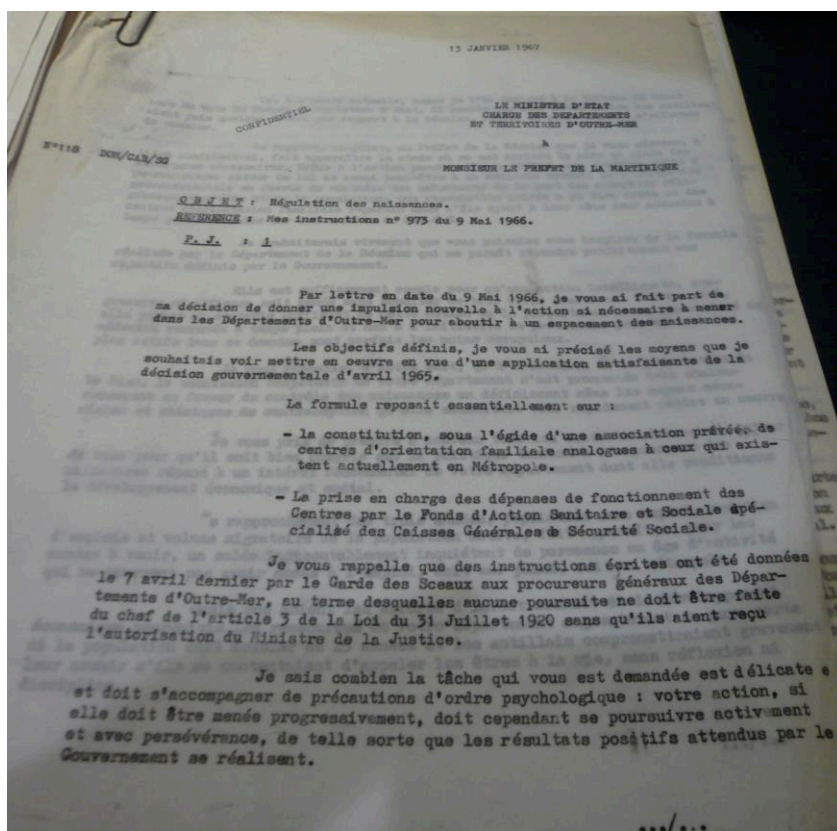 13 JANVIER 1967
LE MINISTRE D'ETAT
CHARGE DES DEPARTEMENTS
ET TERRITOIRES D'OUTRE-MER
CONFIDENTIEL
à
N°118 DOM/CAB/SG
MONSIEUR LE PREFET DE LA MARTINIQUE
OBJET : Régulation des naissances.
REFERENCE : Mes instructions n° 973 du 9 Mai 1966.
P. J. : 1
Par lettre en date du 9 Mai 1966, je vous ai fait part de
ma décision de donner une impulsion nouvelle à l'action si nécessaire à mener
dans les Départements d'Outre-Mer pour aboutir à un espacement des naissances.
Les objectifs définis, je vous ai précisé les moyens que je
souhaitais voir mettre en oeuvre en vue d'une application satisfaisante de la
décision gouvernementale d'avril 1965.
La formule reposait essentiellement sur :
- la constitution, sous l'égide d'une association privée, de
centres d'orientation familiale analogues à ceux qui exis-
tent actuellement en Métropole.
- La prise en charge des dépenses de fonctionnement des
Centres par le Fonds d'Action Sanitaire et Sociale spé-
cialisé des Caisses Générales de Sécurité Sociale.
Je vous rappelle que des instructions écrites ont été données
le 7 avril dernier par le Garde des Sceaux aux procureurs généraux des Dépar-
tements d'Outre-Mer, au terme desquelles aucune poursuite ne doit être faite
du chef de l'article 3 de la Loi du 31 Juillet 1920 sans qu'ils aient reçu
l'autorisation du Ministre de la Justice.
Je sais combien la tâche qui vous est demandée est délicate
et doit s'accompagner de précautions d'ordre psychologique : votre action, si
elle doit être menée progressivement, doit cependant se poursuivre activement
et avec persévérance, de telle sorte que les résultats positifs attendus par le
Gouvernement se réalisent.
.../...